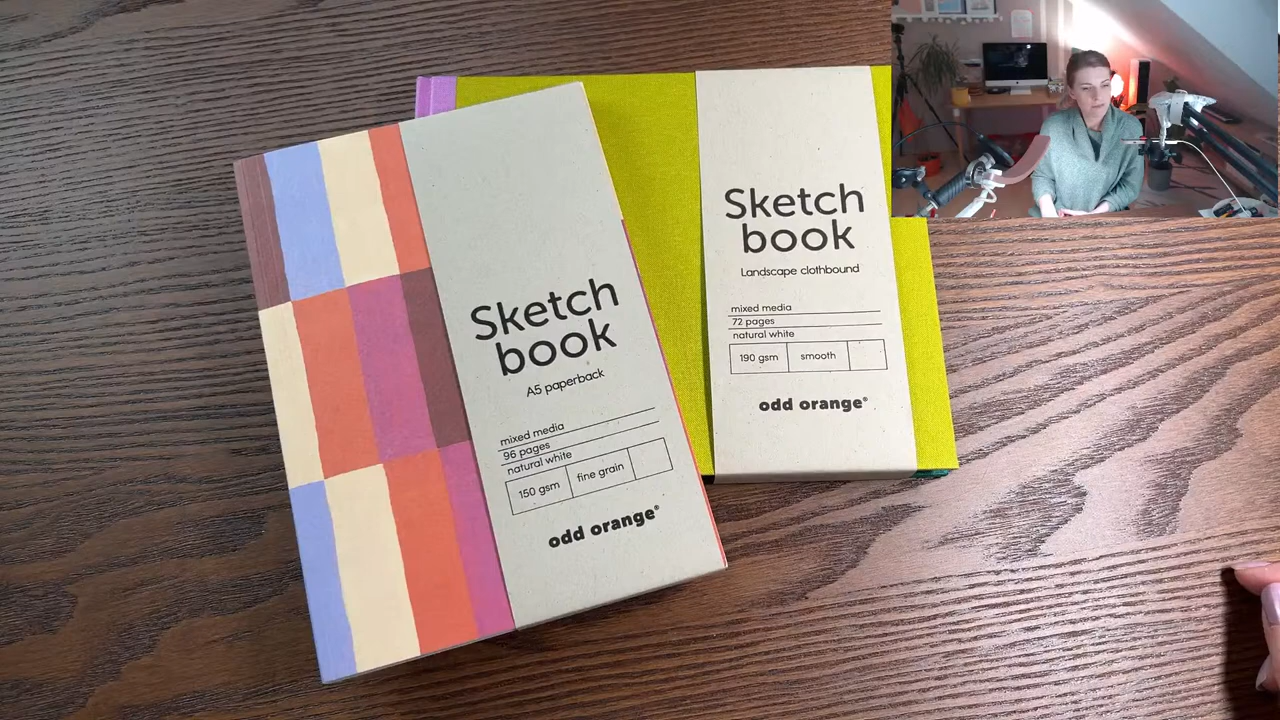 Sketch
book
A5 paperback
mixed media
96 pages
natural white
150 gsm fine grain
odd orange®
Sketch
book
Landscape clothbound
mixed media
72 pages
natural white
190 gsm smooth
odd orange®